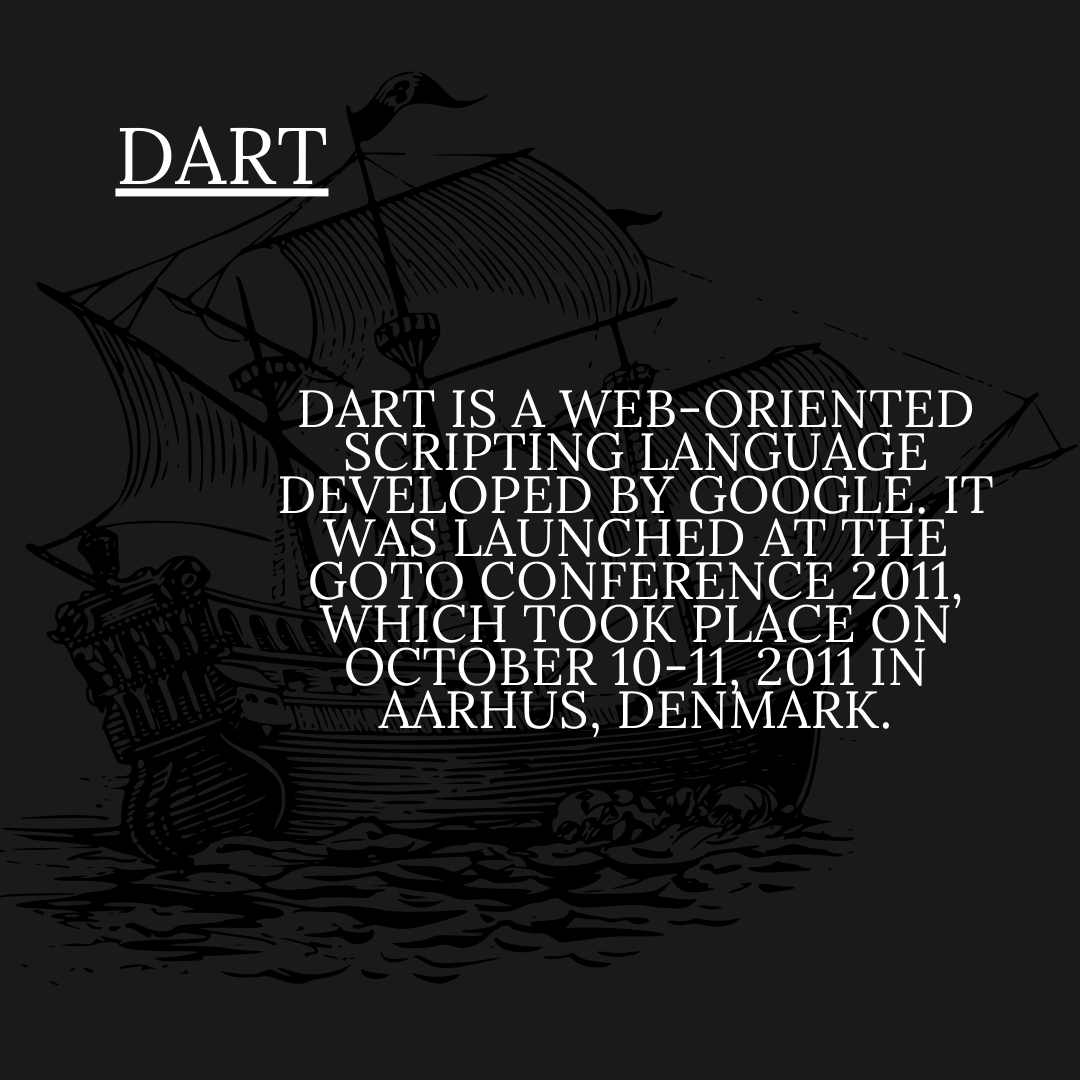 DART
DART IS A WEB-ORIENTED
SCRIPTING LANGUAGE
DEVELOPED BY GOOGLE. IT
WAS LAUNCHED AT THE
GOTO CONFERENCE 2011,
WHICH TOOK PLACE ON
OCTOBER 10-11, 2011 IN
AARHUS, DENMARK.